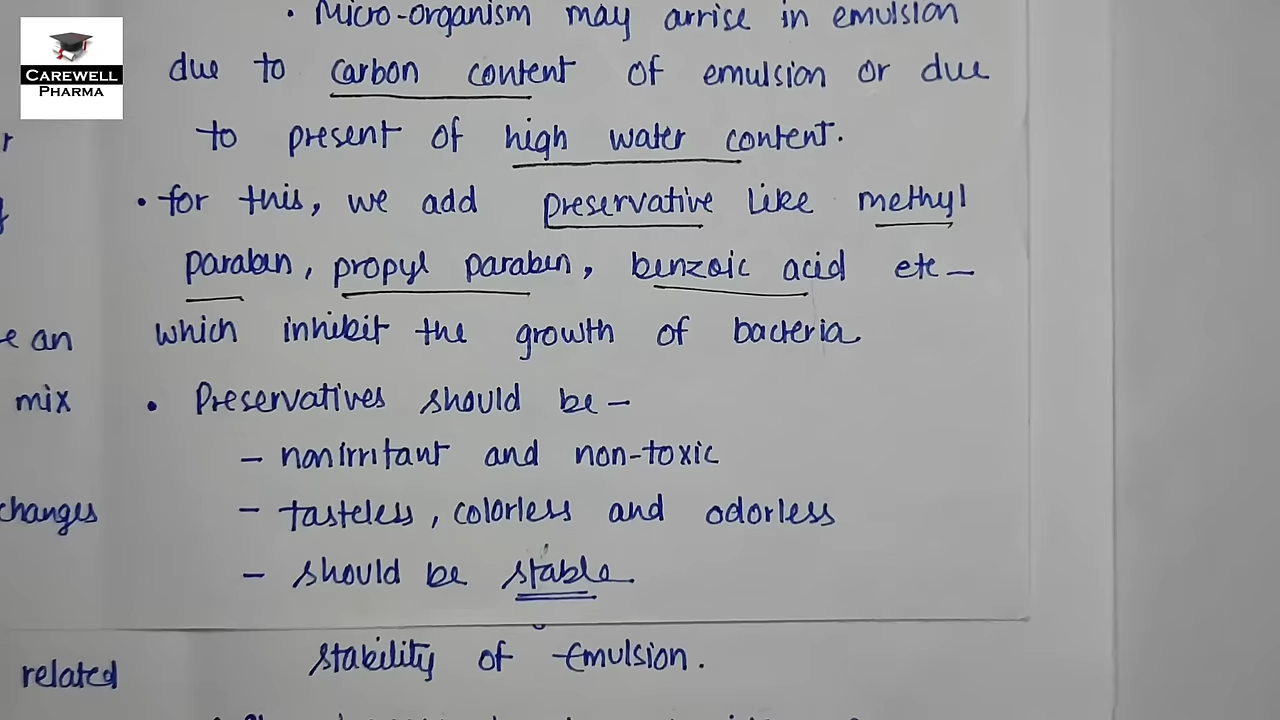 CAREWELL
PHARMA
• Micro-organism may arrise in emulsion
due to carbon content of emulsion or due
to present of high water content.
• for this, we add preservative like methyl
paraben, propyl paraben, benzoic acid etc—
which inhibit the growth of bacteria
• Preservatives should be —
— nonirritant and non-toxic
— tasteless, colorless and odorless
— should be stable
stability of Emulsion.
r
e an
mix
changes
related